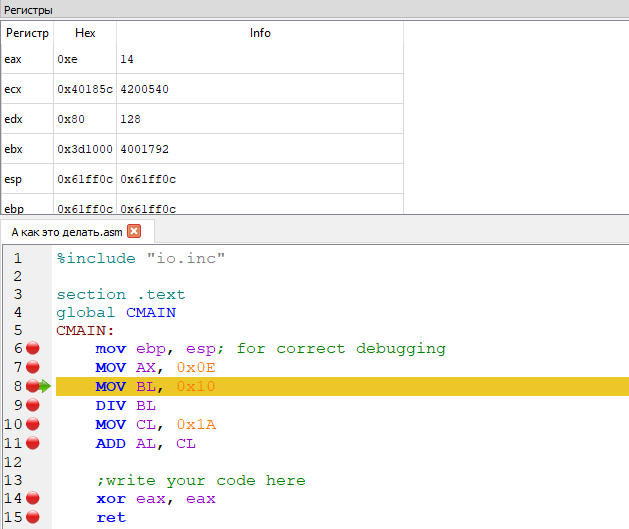 Регистры
Регистр Hex Info
eax 0xe 14
ecx 0x40185c 4200540
edx 0x80 128
ebx 0x3d1000 4001792
esp 0x61ff0c 0x61ff0c
ebp 0x61ff0c 0x61ff0c
А как это делать.asm
1 %include "io.inc"
2
3 section .text
4 global CMAIN
5 CMAIN:
6 mov ebp, esp; for correct debugging
7 MOV AX, 0x0E
8 MOV BL, 0x10
9 DIV BL
10 MOV CL, 0x1A
11 ADD AL, CL
12
13 ;write your code here
14 xor eax, eax
15 ret